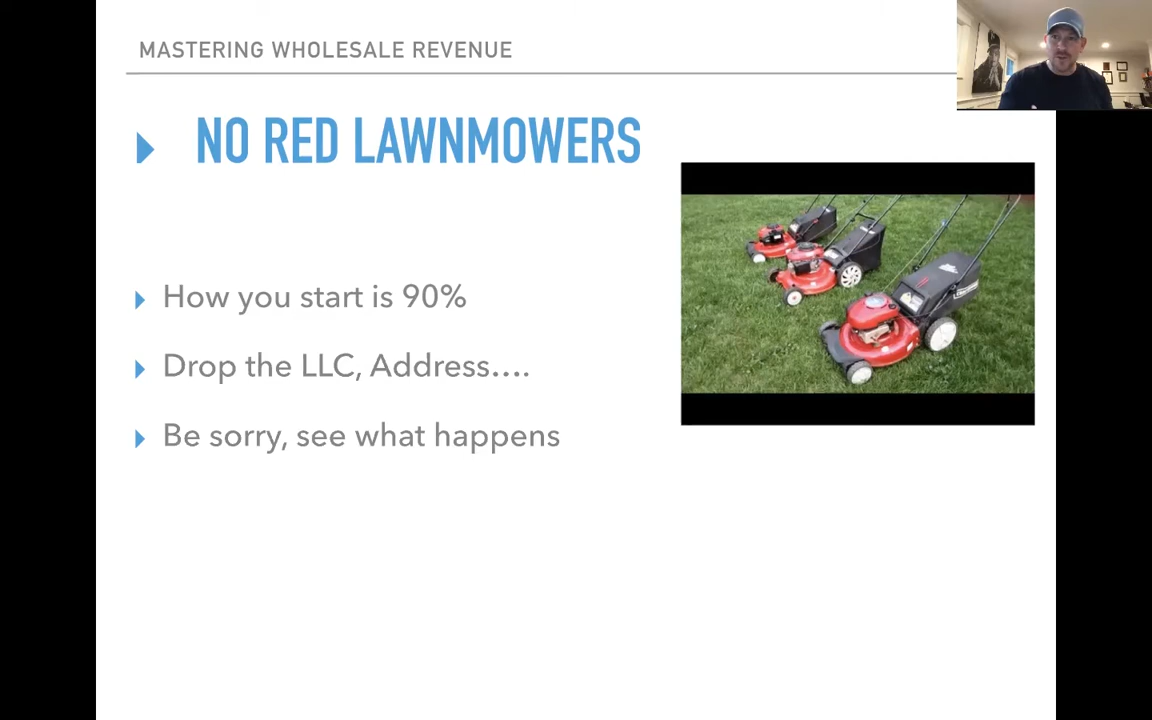 MASTERING WHOLESALE REVENUE
NO RED LAWNMOWERS
How you start is 90%
Drop the LLC, Address....
Be sorry, see what happens